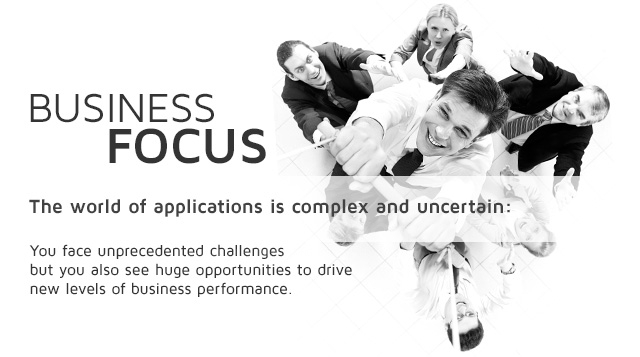 BUSINESS
FOCUS
The world of applications is complex and uncertain:
You face unprecedented challenges
but you also see huge opportunities to drive
new levels of business performance.